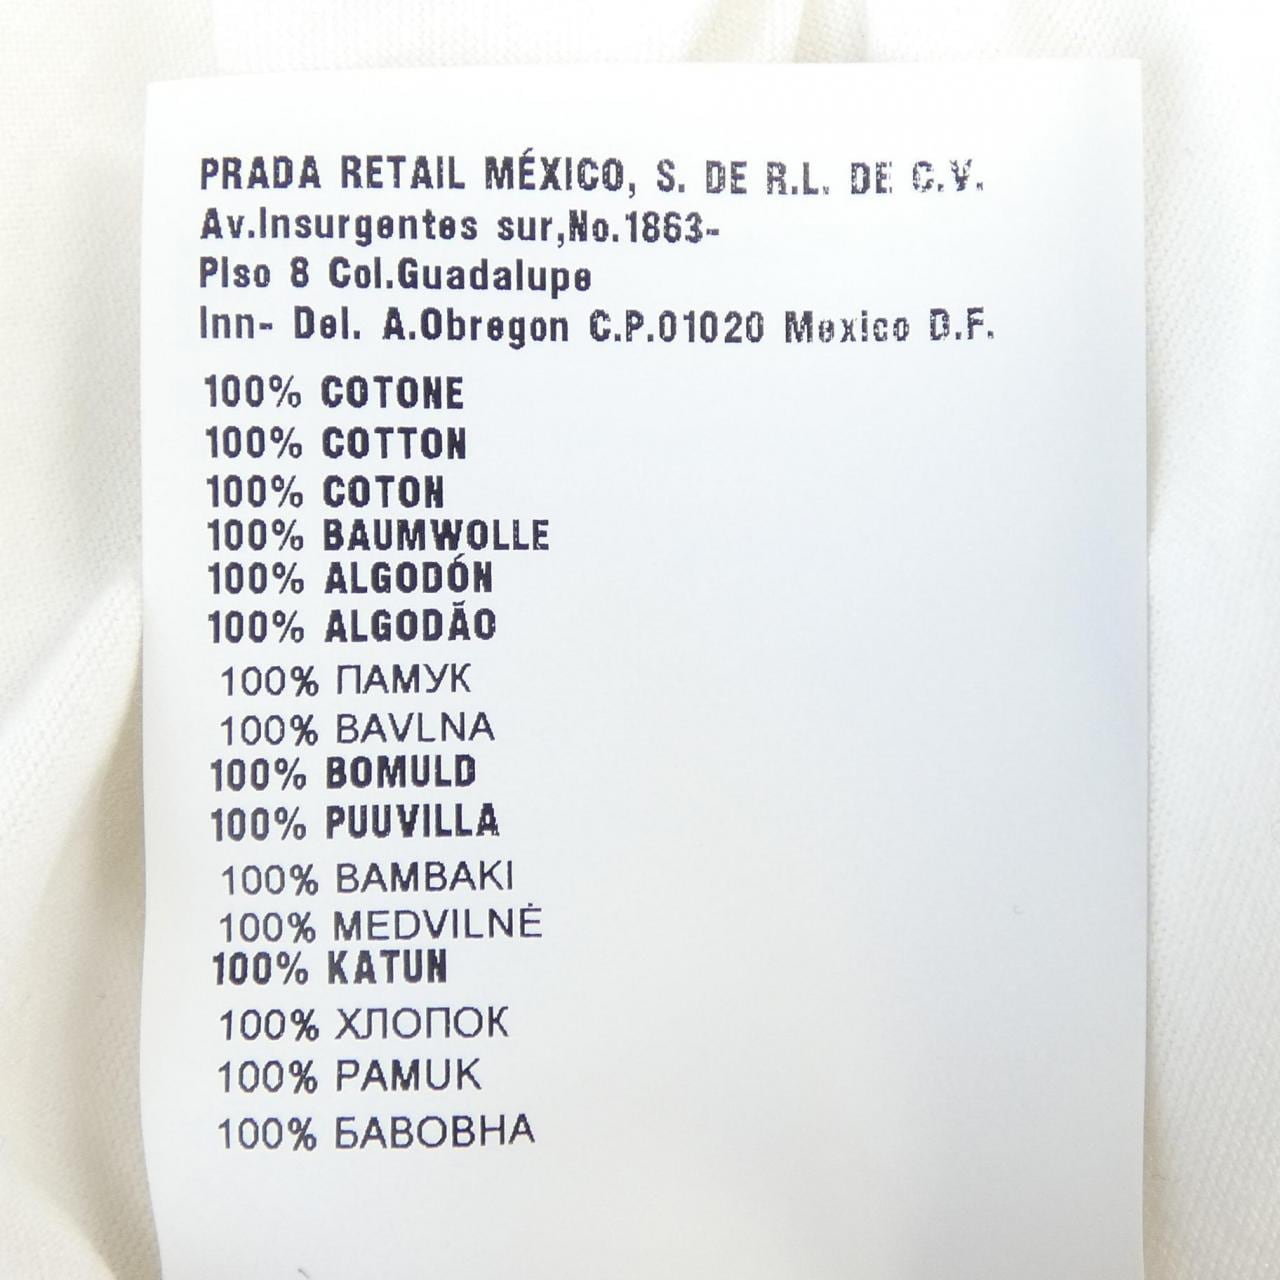 PRADA RETAIL MÉXICO, S. DE R.L. DE C.V.
Av.Insurgentes sur,No.1863-
Piso 8 Col.Guadalupe
Inn- Del. A.Obregon C.P.01020 Mexico D.F.
100% COTONE
100% COTTON
100% COTON
100% BAUMWOLLE
100% ALGODÓN
100% ALGODÃO
100% ПАМУК
100% BAVLNA
100% BOMULD
100% PUUVILLA
100% BAMBAKI
100% MEDVILNĖ
100% KATUN
100% ХЛОПОК
100% PAMUK
100% БАВОВНА